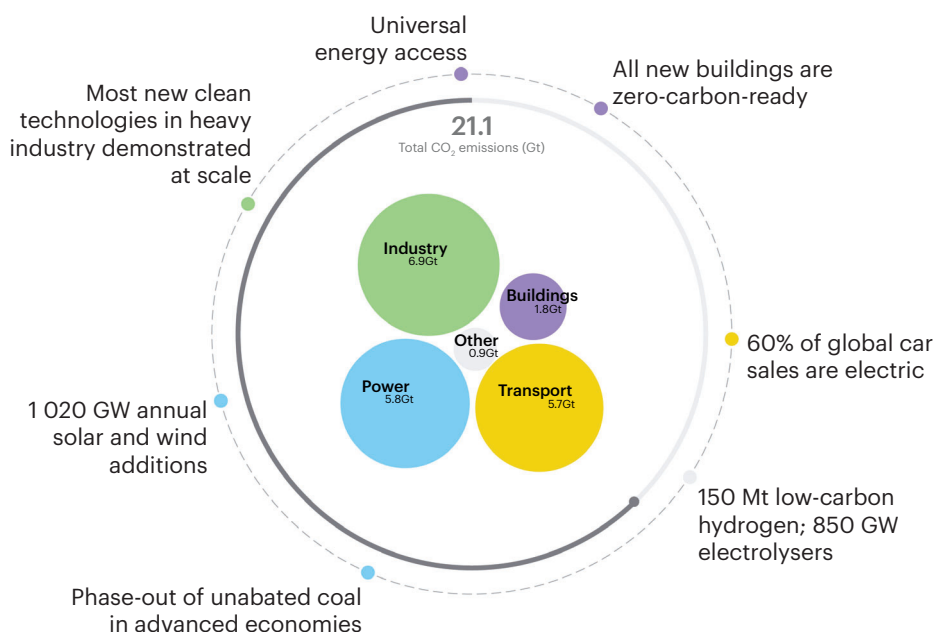 Universal
energy access
All new buildings are
zero-carbon-ready
Most new clean
technologies in heavy
industry demonstrated
at scale
21.1
Total CO₂ emissions (Gt)
Industry
6.9Gt
Buildings
1.8Gt
Other
0.9Gt
60% of global car
sales are electric
Power
5.8Gt
Transport
5.7Gt
1 020 GW annual
solar and wind
additions
150 Mt low-carbon
hydrogen; 850 GW
electrolysers
Phase-out of unabated coal
in advanced economies